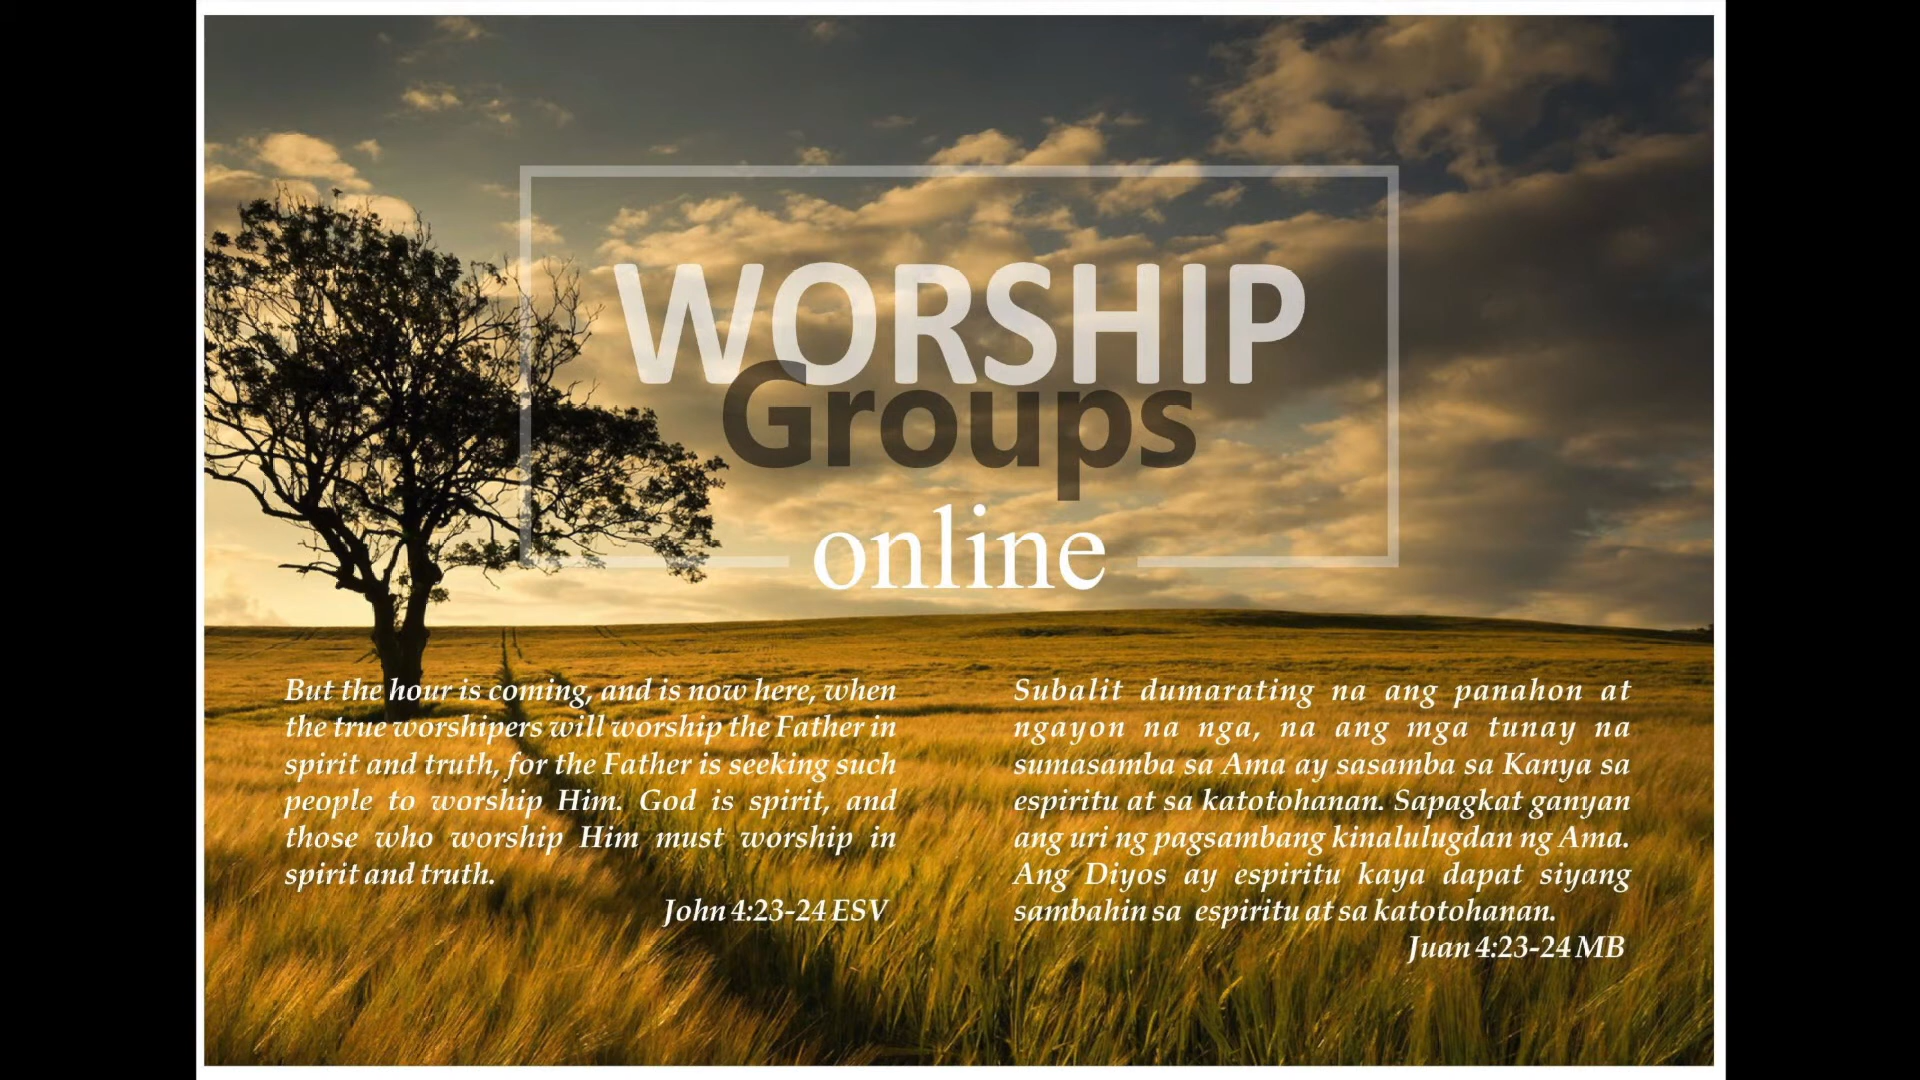 WORSHIP
Groups
online
But the hour is coming, and is now here, when
the true worshipers will worship the Father in
spirit and truth, for the Father is seeking such
people to worship Him. God is spirit, and
those who worship Him must worship in
spirit and truth.
John 4:23-24 ESV
Subalit dumarating na ang panahon at
ngayon na nga, na ang mga tunay na
sumasamba sa Ama ay sasamba sa Kanya sa
espiritu at sa katotohanan. Sapagkat ganyan
ang uri ng pagsambang kinalulugdan ng Ama.
Ang Diyos ay espiritu kaya dapat siyang
sambahin sa espiritu at sa katotohanan.
Juan 4:23-24 MB